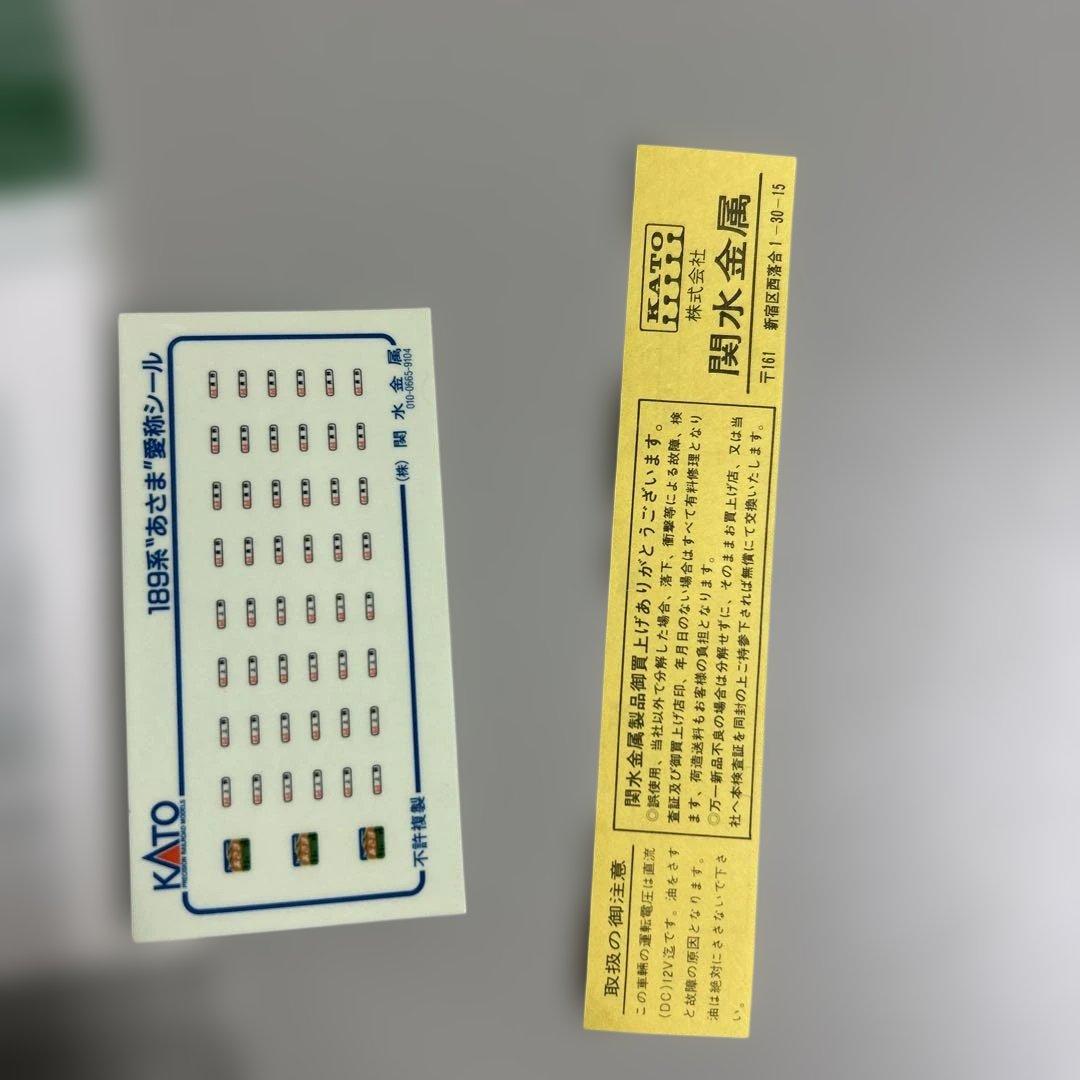 KATO
PRECISION RAILROAD MODELS
189系"あさま"愛称シール
不許複製
(株) 関水金属
010-0665-9104
KATO
株式会社
関水金属
〒161 新宿区西落合1-30-15
関水金属製品御買上げありがとうございます。
◎誤使用、当社以外で分解した場合、落下、衝撃等による故障、検
査証及び御買上げ店印、年月日のない場合はすべて有料修理となり
ます、荷造送料もお客様の負担となります。
◎万一新品不良の場合は分解せずに、そのままお買上げ店、又は当
社へ本検査証を同封の上ご持参下されば無償にて交換いたします。
取扱の御注意
この車輛の運転電圧は直流
(DC)12V迄です。油をさす
と故障の原因となります。
油は絶対にささないで下さ
い。